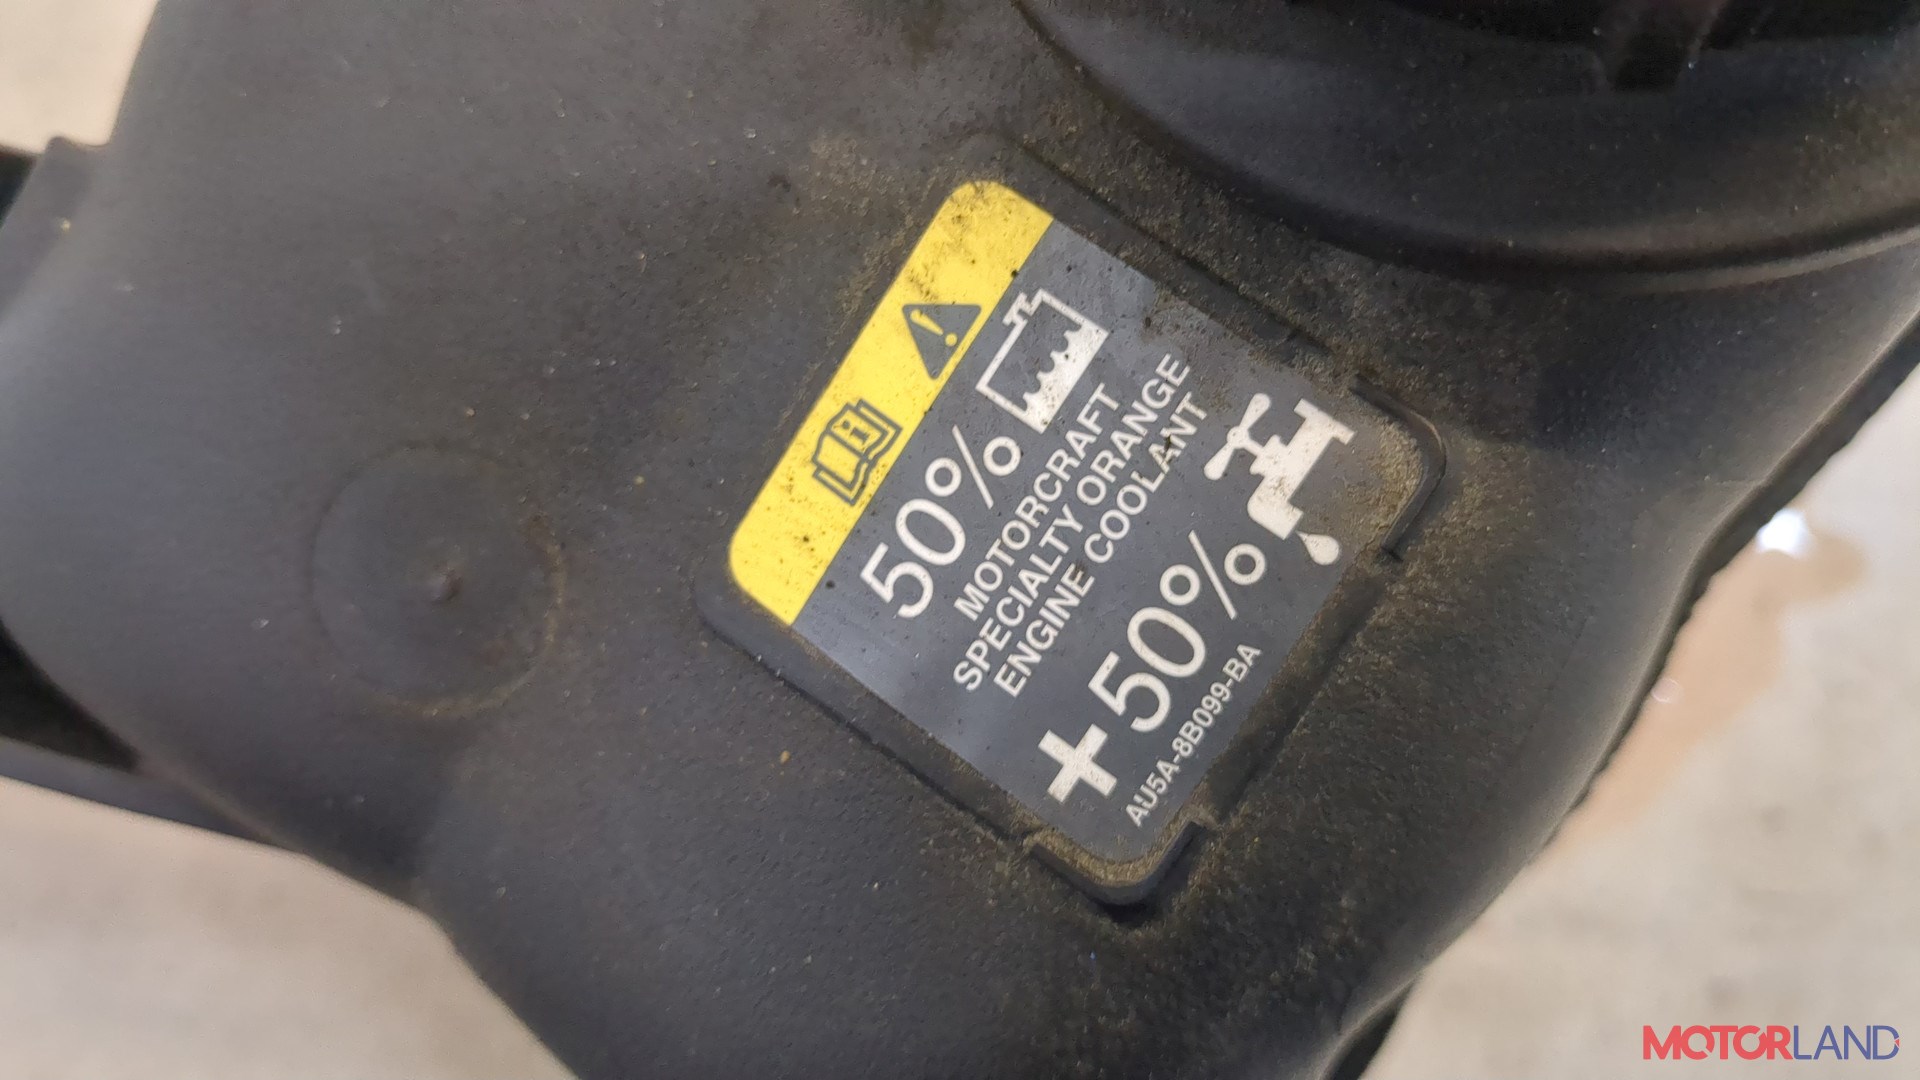 50%
MOTORCRAFT
SPECIALTY ORANGE
ENGINE COOLANT
+50%
AU5A-8B099-BA
MOTORLAND